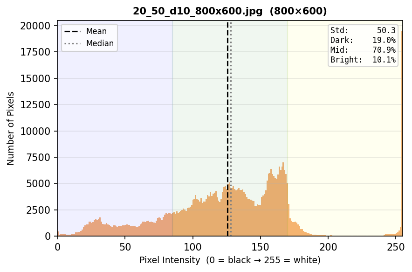 20_50_d10_800x600.jpg  (800×600)
Mean
Median
Std: 50.3
Dark: 19.0%
Mid: 70.9%
Bright: 10.1%
20000
17500
15000
12500
10000
7500
5000
2500
0
Number of Pixels
0 50 100 150 200 250
Pixel Intensity  (0 = black → 255 = white)